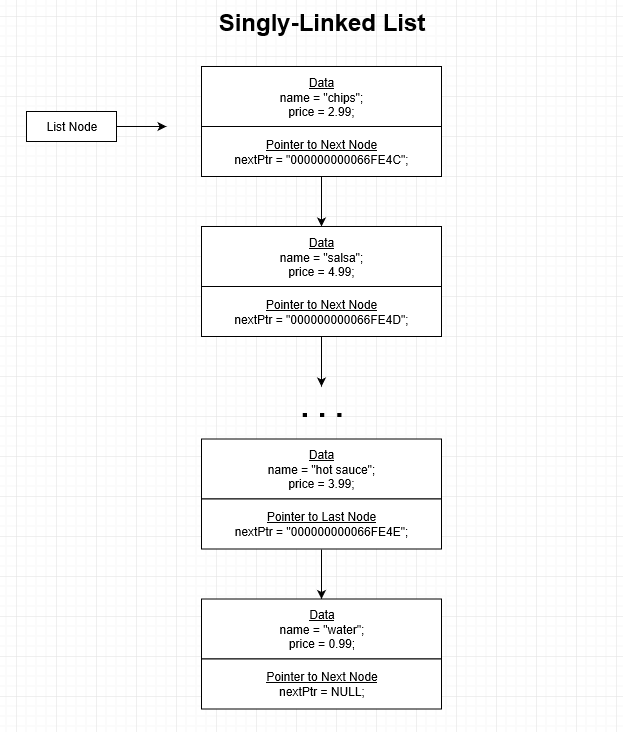 Singly-Linked List
List Node
Data
name = "chips";
price = 2.99;
Pointer to Next Node
nextPtr = "000000000066FE4C";
Data
name = "salsa";
price = 4.99;
Pointer to Next Node
nextPtr = "000000000066FE4D";
. . .
Data
name = "hot sauce";
price = 3.99;
Pointer to Last Node
nextPtr = "000000000066FE4E";
Data
name = "water";
price = 0.99;
Pointer to Next Node
nextPtr = NULL;